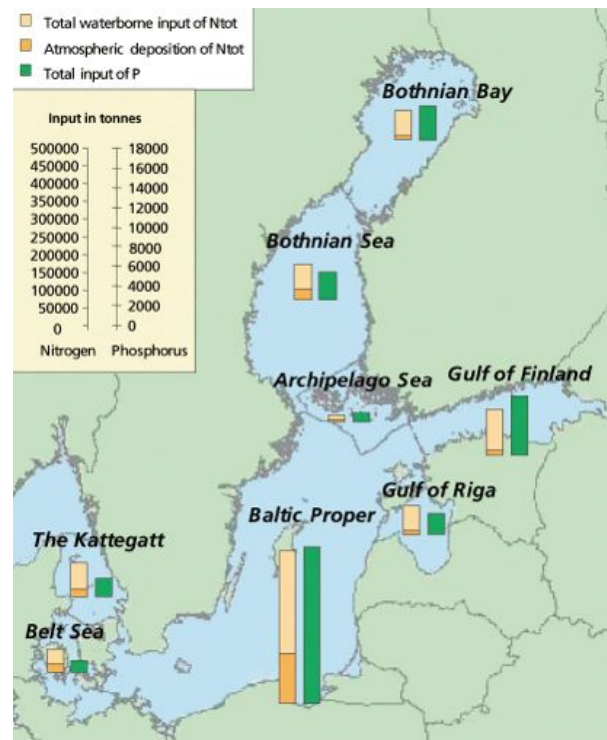 Total waterborne input of Ntot
Atmospheric deposition of Ntot
Total input of P
Input in tonnes
500000 18000
450000 16000
400000 14000
350000 12000
300000 10000
250000 8000
200000 6000
150000 4000
100000 2000
50000 0
0
Nitrogen Phosphorus
Bothnian Bay
Bothnian Sea
Archipelago Sea
Gulf of Finland
Gulf of Riga
Baltic Proper
The Kattegatt
Belt Sea